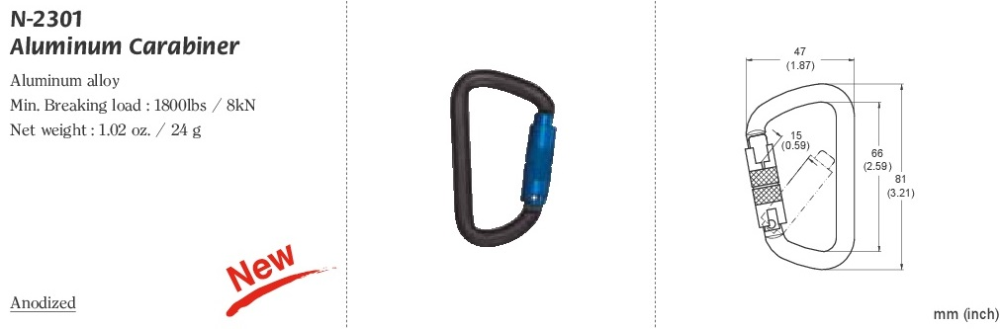 N-2301
Aluminum Carabiner
Aluminum alloy
Min. Breaking load : 1800lbs / 8kN
Net weight : 1.02 oz. / 24 g
New
Anodized
47
(1.87)
15
(0.59)
66
(2.59)
81
(3.21)
mm (inch)